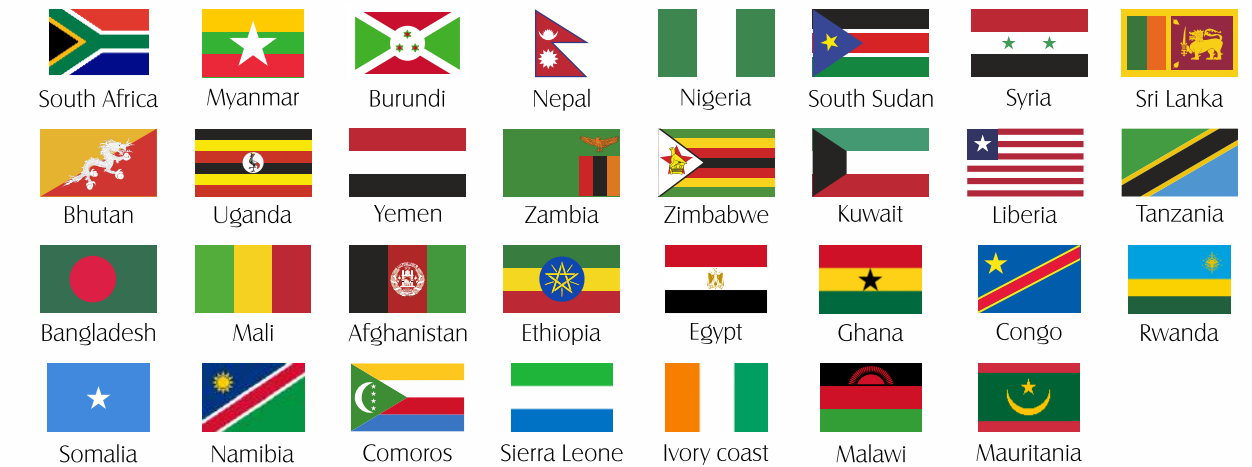 South Africa
Myanmar
Burundi
Nepal
Nigeria
South Sudan
Syria
Sri Lanka
Bhutan
Uganda
Yemen
Zambia
Zimbabwe
Kuwait
Liberia
Tanzania
Bangladesh
Mali
Afghanistan
Ethiopia
Egypt
Ghana
Congo
Rwanda
Somalia
Namibia
Comoros
Sierra Leone
Ivory coast
Malawi
Mauritania